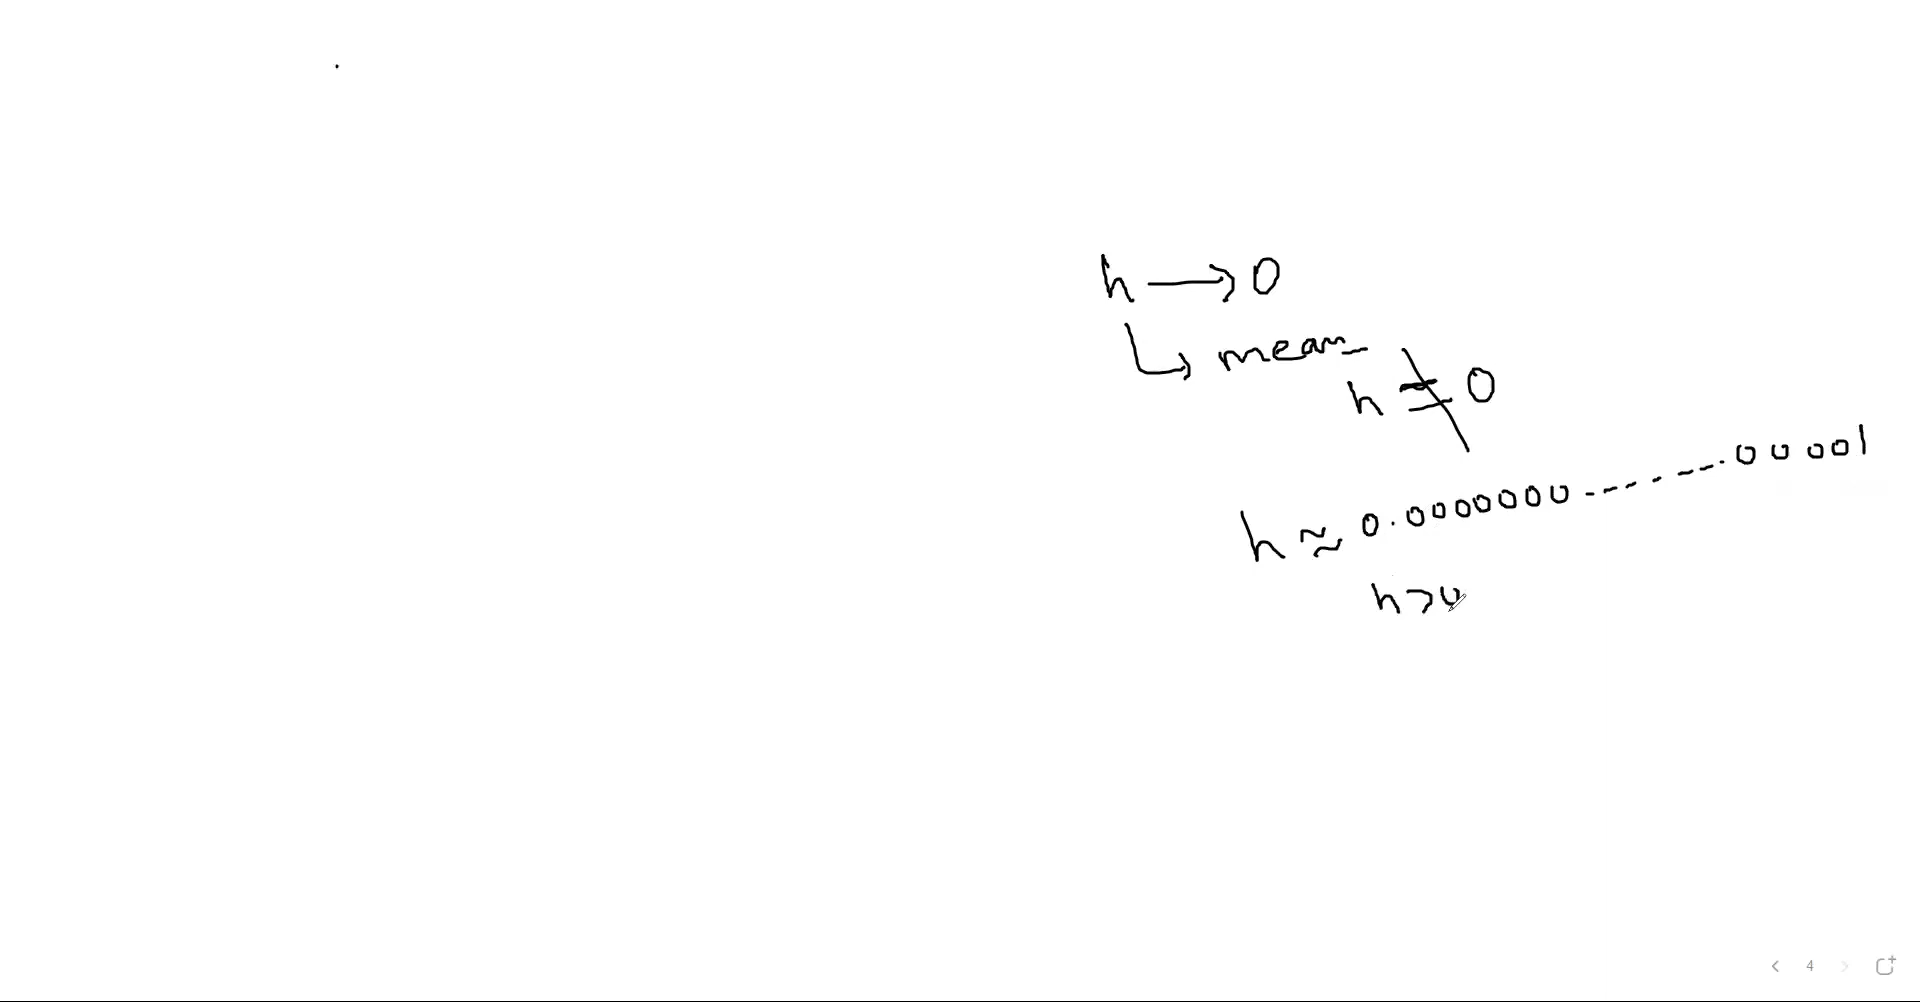 h → 0
↳ mean
h ≠ 0
h ≈ 0.0000000 ------- 00001
h > 0
4